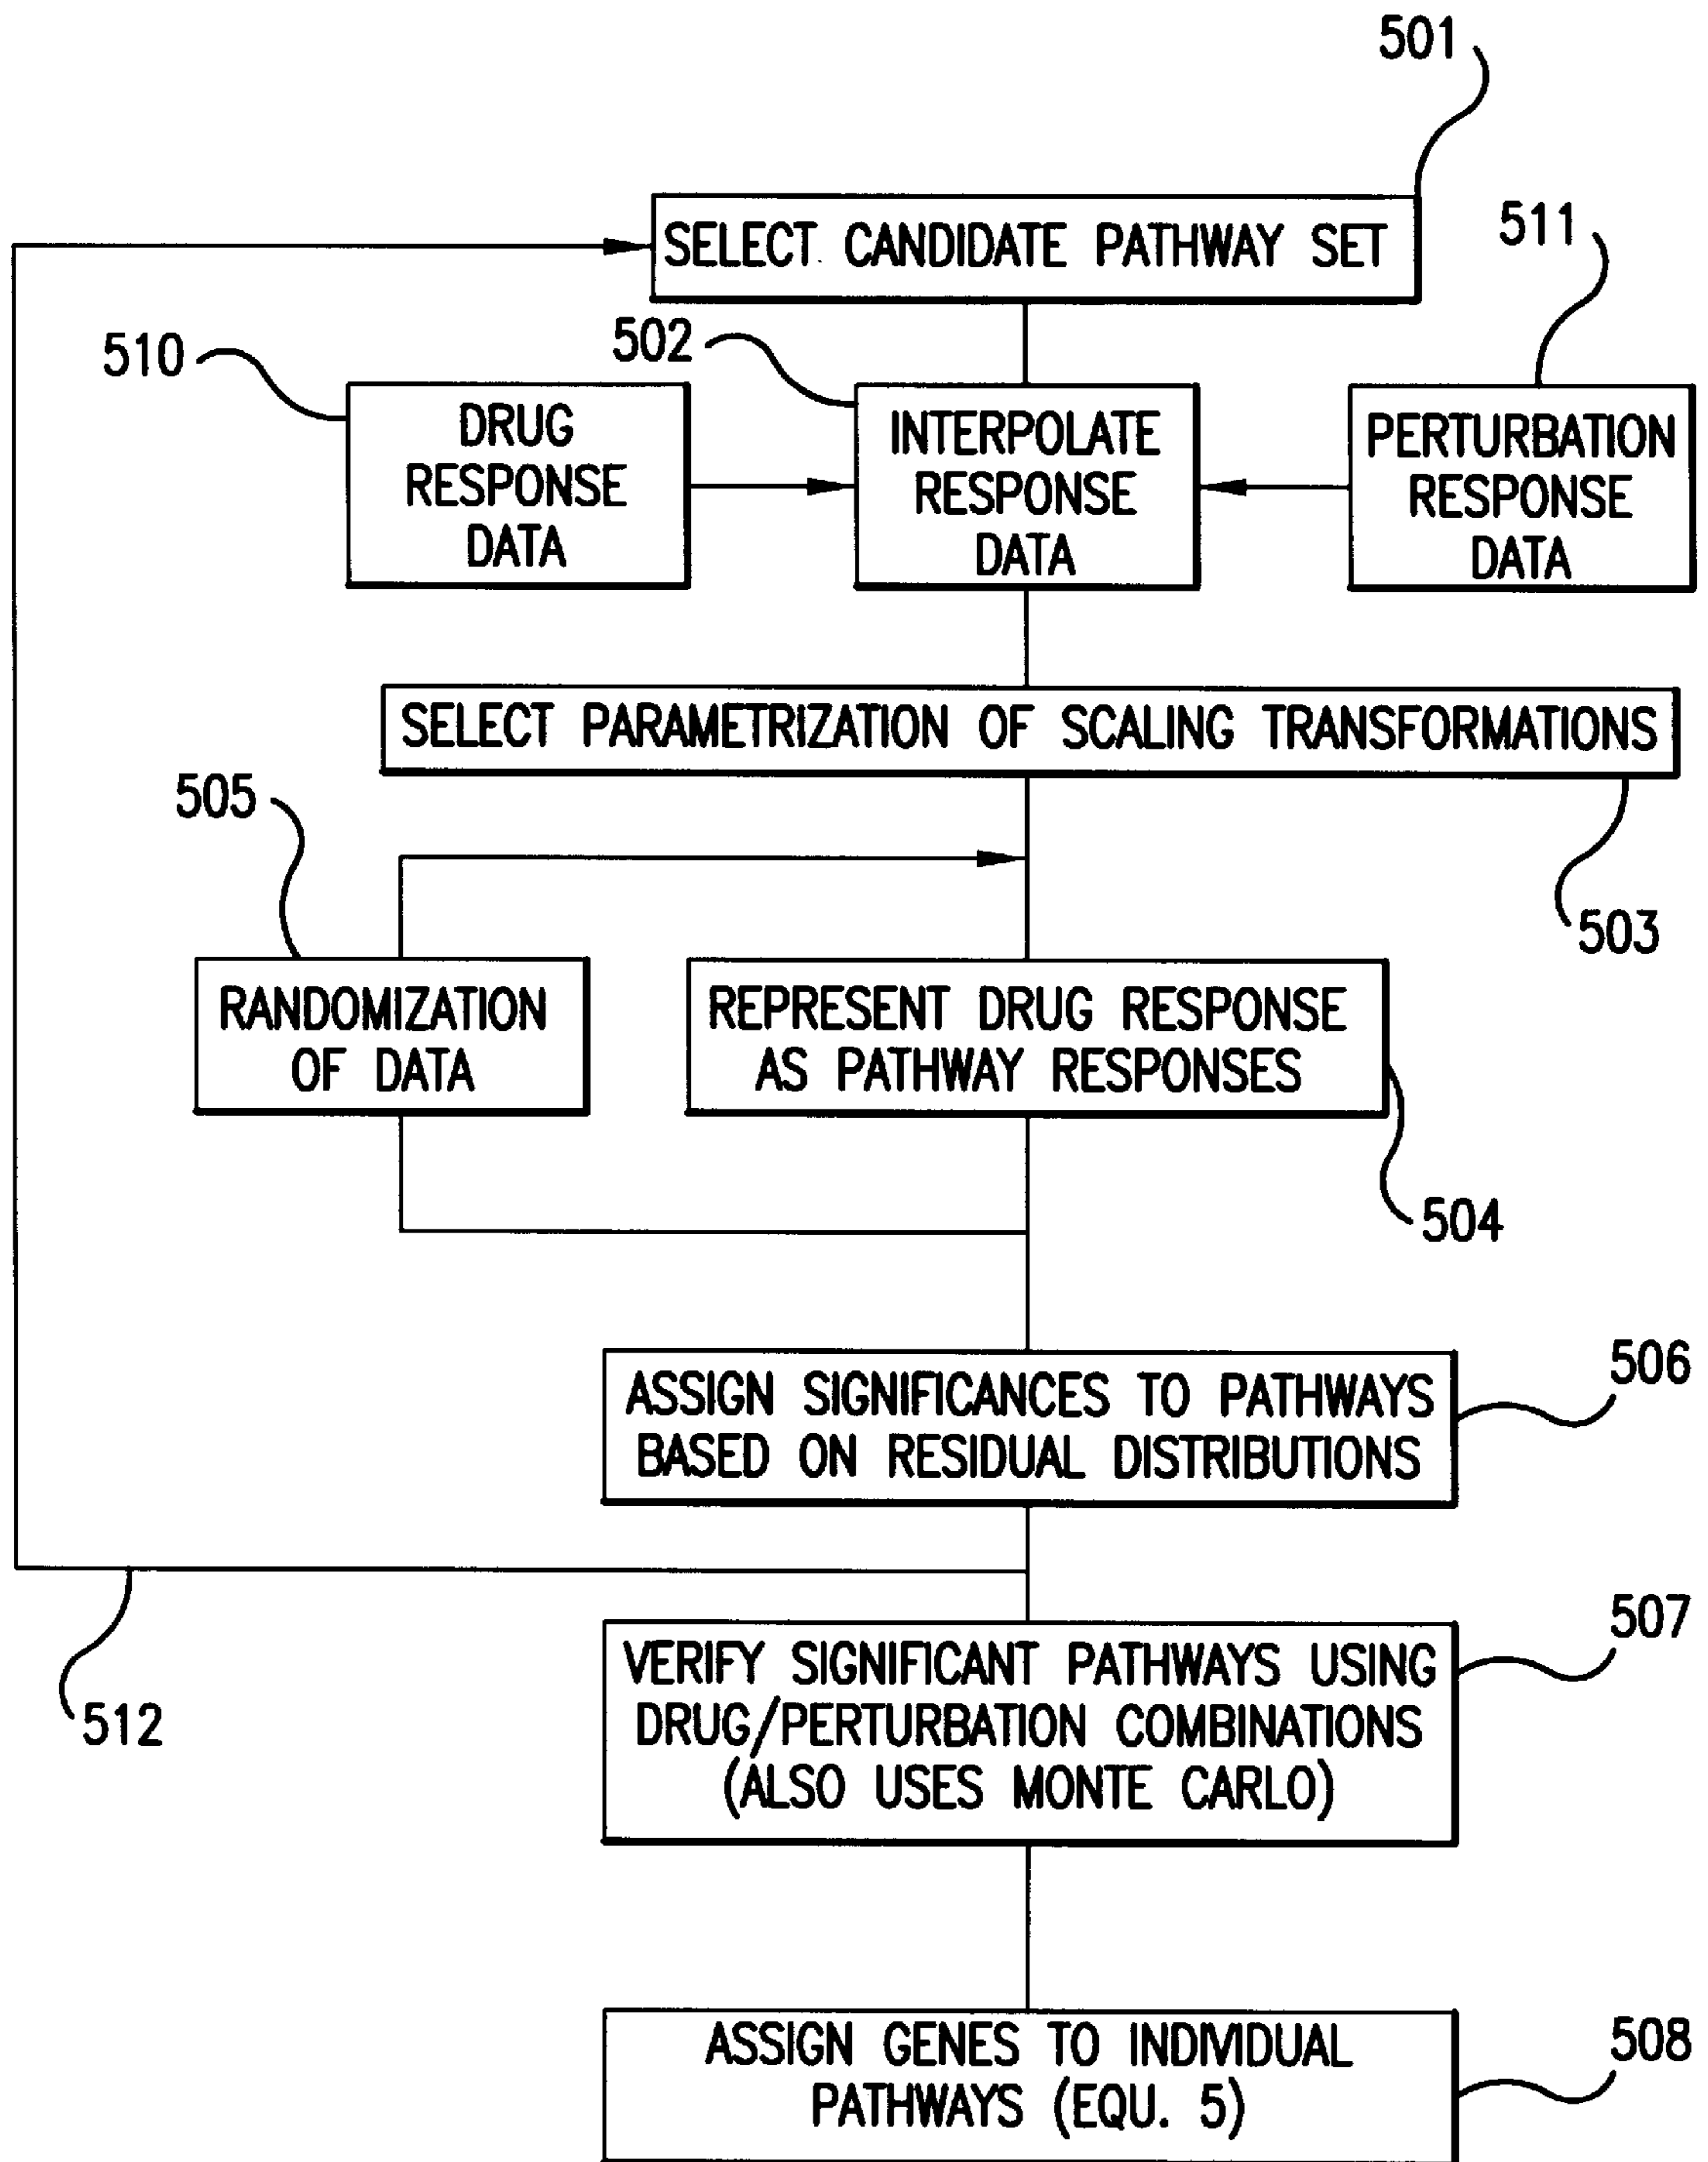 501
SELECT CANDIDATE PATHWAY SET
511
510
502
DRUG
RESPONSE
DATA
INTERPOLATE
RESPONSE
DATA
PERTURBATION
RESPONSE
DATA
SELECT PARAMETRIZATION OF SCALING TRANSFORMATIONS
505
503
RANDOMIZATION
OF DATA
REPRESENT DRUG RESPONSE
AS PATHWAY RESPONSES
504
ASSIGN SIGNIFICANCES TO PATHWAYS
BASED ON RESIDUAL DISTRIBUTIONS
506
512
VERIFY SIGNIFICANT PATHWAYS USING
DRUG/PERTURBATION COMBINATIONS
(ALSO USES MONTE CARLO)
507
ASSIGN GENES TO INDIVIDUAL
PATHWAYS (EQU. 5)
508